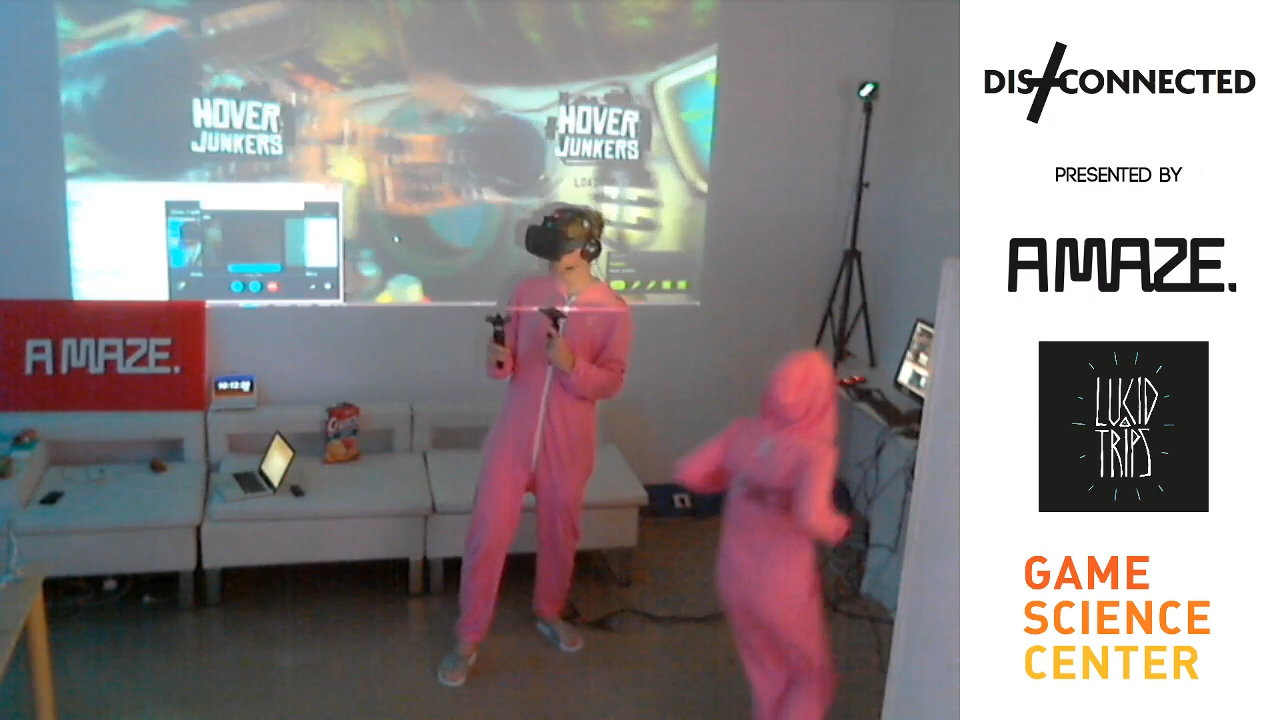 HOVER
JUNKERS
HOVER
JUNKERS
A MAZE.
DIS/CONNECTED
PRESENTED BY
A MAZE.
LUCID
TRIPS
GAME
SCIENCE
CENTER